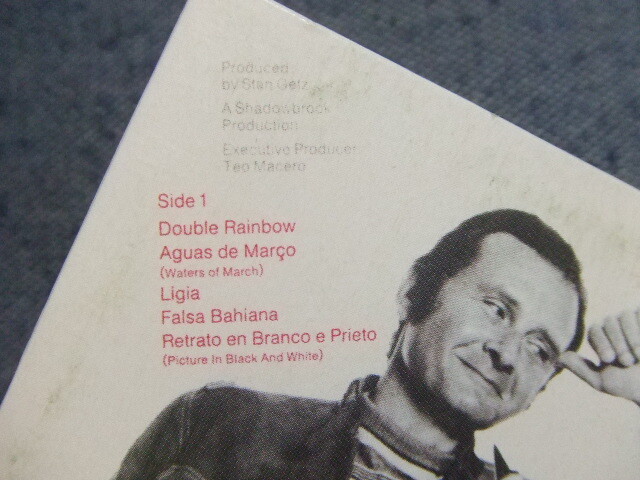 Produced
by Stan Getz
A Shadowbrook
Production
Executive Producer
Teo Macero
Side 1
Double Rainbow
Aguas de Março
(Waters of March)
Ligia
Falsa Bahiana
Retrato en Branco e Prieto
(Picture In Black And White)